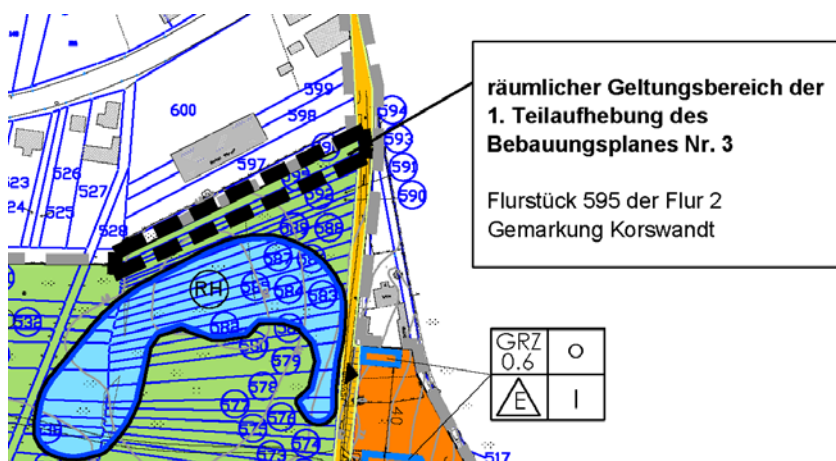 räumlicher Geltungsbereich der
1. Teilaufhebung des
Bebauungsplanes Nr. 3
Flurstück 595 der Flur 2
Gemarkung Korswandt
600
599
598
597
594
593
591
590
526
527
525
528
592
588
587
584
583
RH
582
580
579
578
577
576
575
574
573
517
40
GRZ
0.6
O
E
I